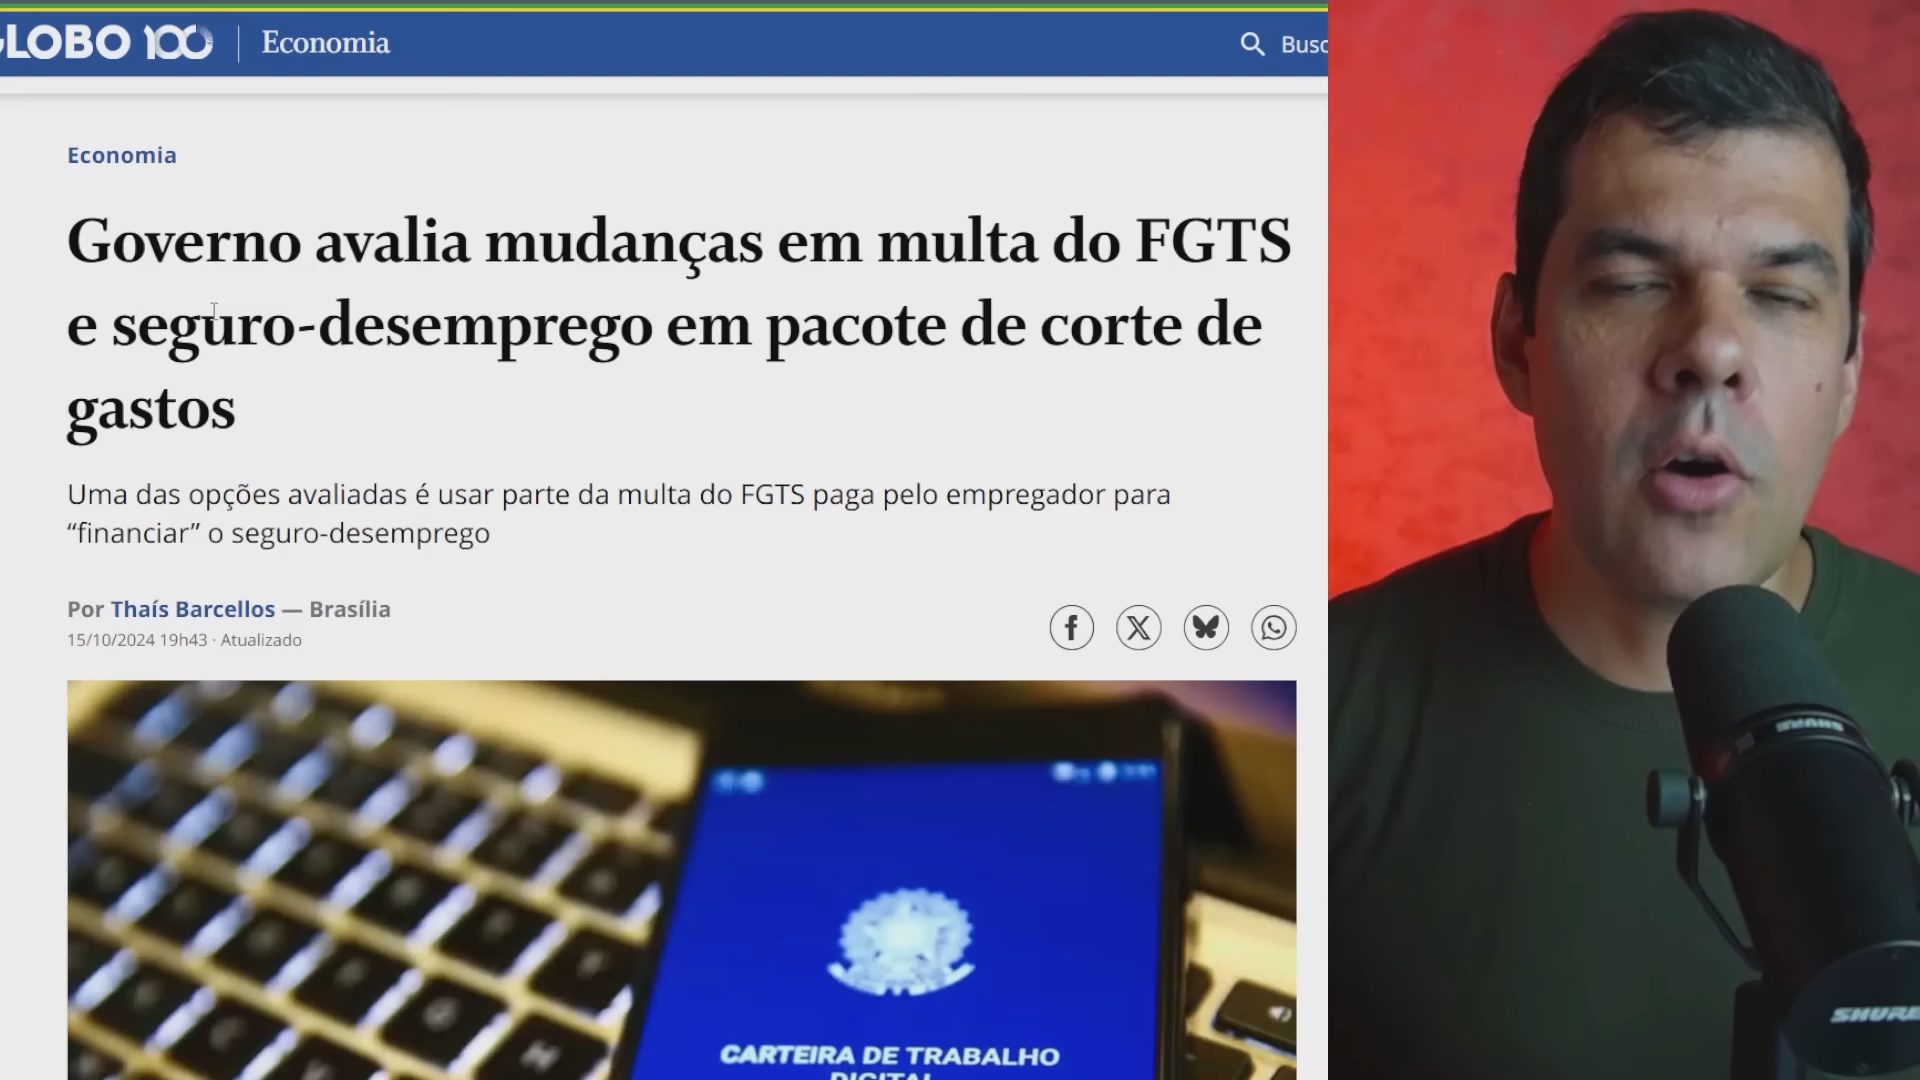 LOBO 100 | Economia
Busc
Economia
Governo avalia mudanças em multa do FGTS
e seguro-desemprego em pacote de corte de
gastos
Uma das opções avaliadas é usar parte da multa do FGTS paga pelo empregador para
“financiar” o seguro-desemprego
Por Thaís Barcellos — Brasília
15/10/2024 19h43 · Atualizado
CARTEIRA DE TRABALHO
DIGITAL
SHURE